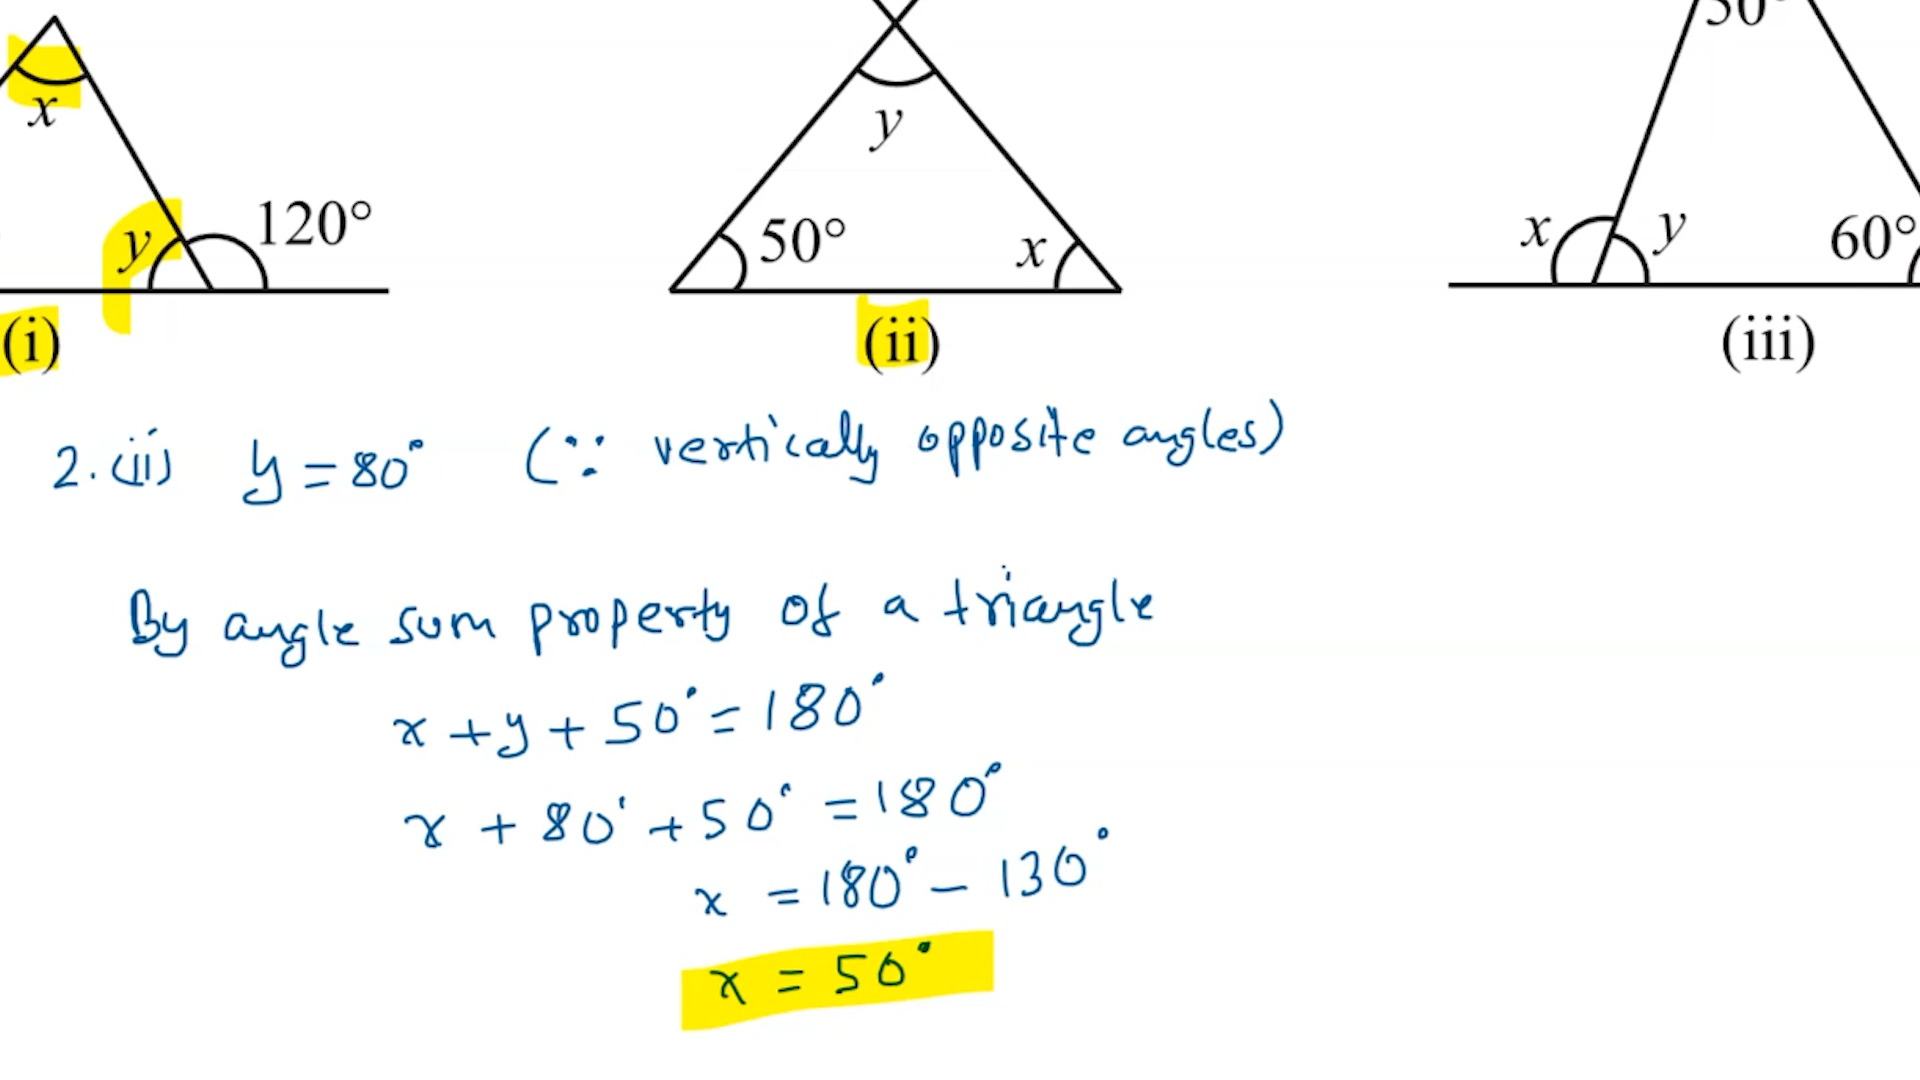 x
y
120°
(i)
y
50°
x
(ii)
50°
x
y
60°
(iii)
2. (ii) y = 80° (∵ vertically opposite angles)
By angle sum property of a triangle
x + y + 50° = 180°
x + 80° + 50° = 180°
x = 180° − 130°
x = 50°